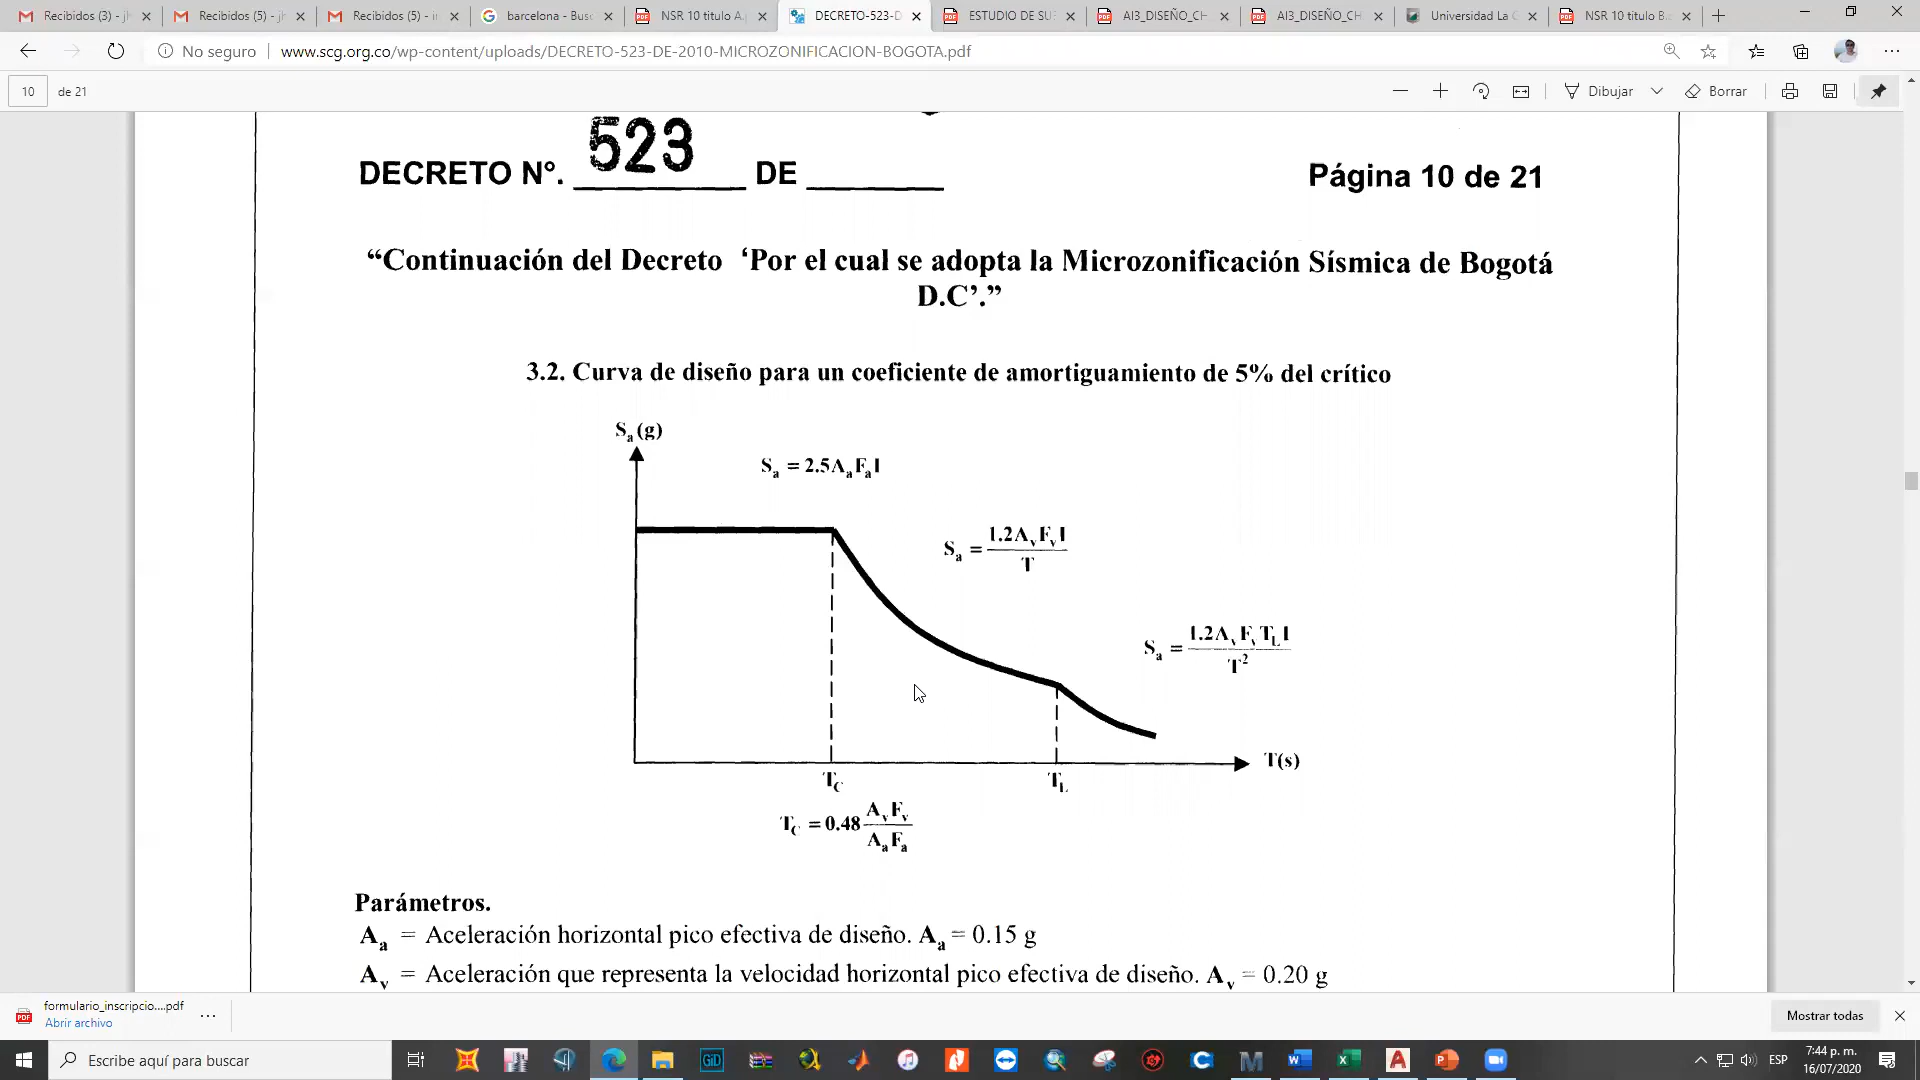 Recibidos (3) - jh
Recibidos (5) - jh
Recibidos (5) - in
barcelona - Busc
NSR 10 titulo A.p
DECRETO-523-D
ESTUDIO DE SUE
AI3_DISEÑO_CH
AI3_DISEÑO_CH
Universidad La G
NSR 10 titulo B.p
No seguro
www.scg.org.co/wp-content/uploads/DECRETO-523-DE-2010-MICROZONIFICACION-BOGOTA.pdf
10 de 21
Dibujar
Borrar
523
DECRETO Nº. ________ DE ________
Página 10 de 21
“Continuación del Decreto ‘Por el cual se adopta la Microzonificación Sísmica de Bogotá
D.C’.”
3.2. Curva de diseño para un coeficiente de amortiguamiento de 5% del crítico
Sa (g)
Sa = 2.5AaFaI
Sa = 1.2AvFvI / T
Sa = 1.2AvFvTLI / T²
T(s)
TC
TL
TC = 0.48 AvFv / AaFa
Parámetros.
Aa = Aceleración horizontal pico efectiva de diseño. Aa = 0.15 g
Av = Aceleración que representa la velocidad horizontal pico efectiva de diseño. Av = 0.20 g
formulario_inscripcio....pdf
Abrir archivo
Mostrar todas
Escribe aquí para buscar
ESP
7:44 p. m.
16/07/2020